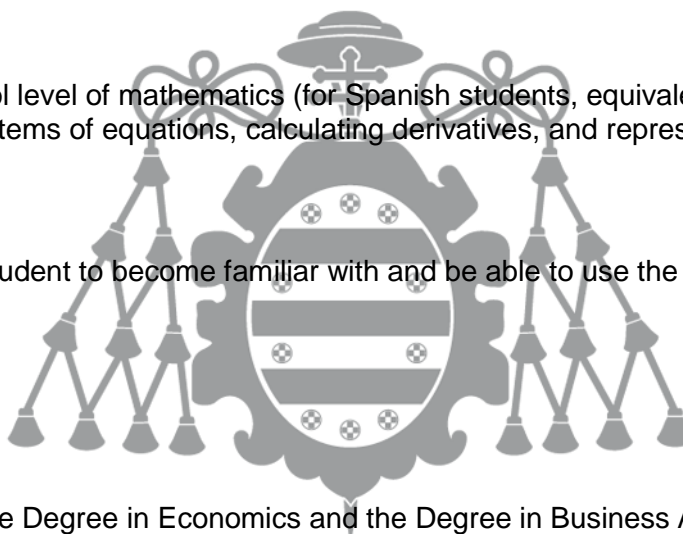 ol level of mathematics (for Spanish students, equivale
tems of equations, calculating derivatives, and repres
udent to become familiar with and be able to use the
e Degree in Economics and the Degree in Business A